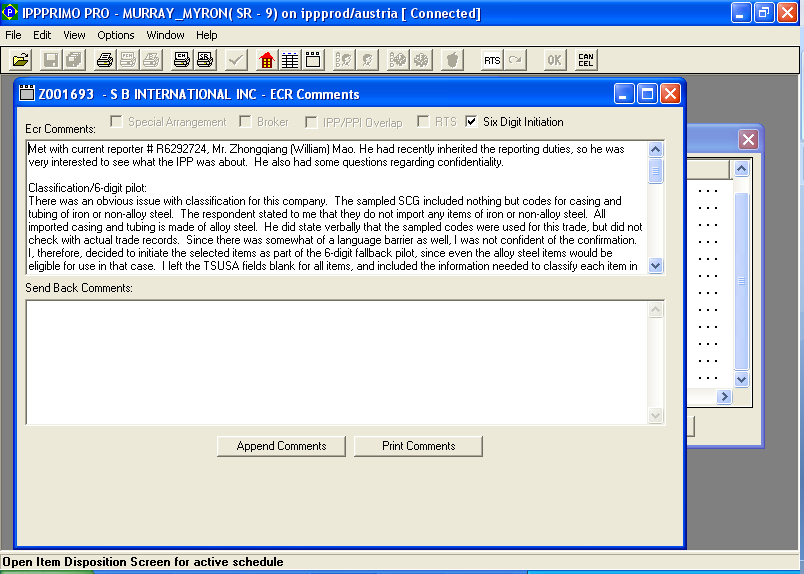 IPPPRIMO PRO - MURRAY_MYRON( SR - 9) on ippprod/austria [ Connected]
File Edit View Options Window Help
RTS OK CAN CEL
Z001693 - S B INTERNATIONAL INC - ECR Comments
Ecr Comments: Special Arrangement Broker IPP/PPI Overlap RTS Six Digit Initiation
Met with current reporter # R6292724, Mr. Zhongqiang (William) Mao. He had recently inherited the reporting duties, so he was
very interested to see what the IPP was about. He also had some questions regarding confidentiality.
Classification/6-digit pilot:
There was an obvious issue with classification for this company. The sampled SCG included nothing but codes for casing and
tubing of iron or non-alloy steel. The respondent stated to me that they do not import any items of iron or non-alloy steel. All
imported casing and tubing is made of alloy steel. He did state verbally that the sampled codes were used for this trade, but did not
check with actual trade records. Since there was somewhat of a language barrier as well, I was not confident of the confirmation.
I, therefore, decided to initiate the selected items as part of the 6-digit fallback pilot, since even the alloy steel items would be
eligible for use in that case. I left the TSUSA fields blank for all items, and included the information needed to classify each item in
Send Back Comments:
Append Comments Print Comments
Open Item Disposition Screen for active schedule